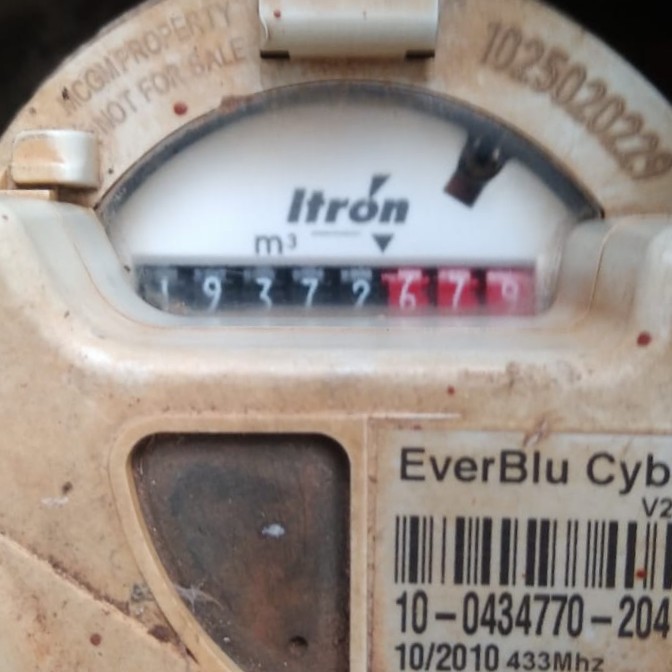 MCGM PROPERTY
NOT FOR SALE
1025020229
Itron
m³
19372679
EverBlu Cyb
V2
10-0434770-204
10/2010 433Mhz